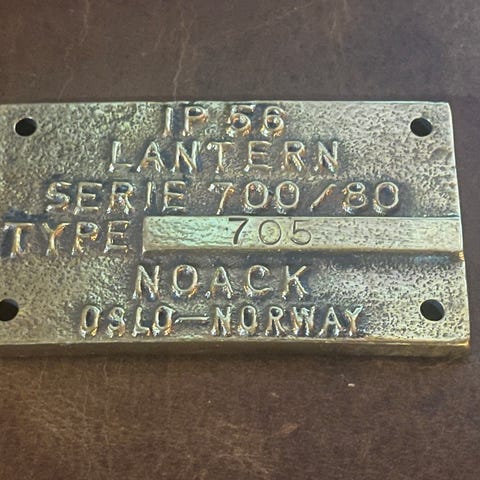 IP 56
LANTERN
SERIE 700/80
TYPE 705
NOACK
OSLO-NORWAY